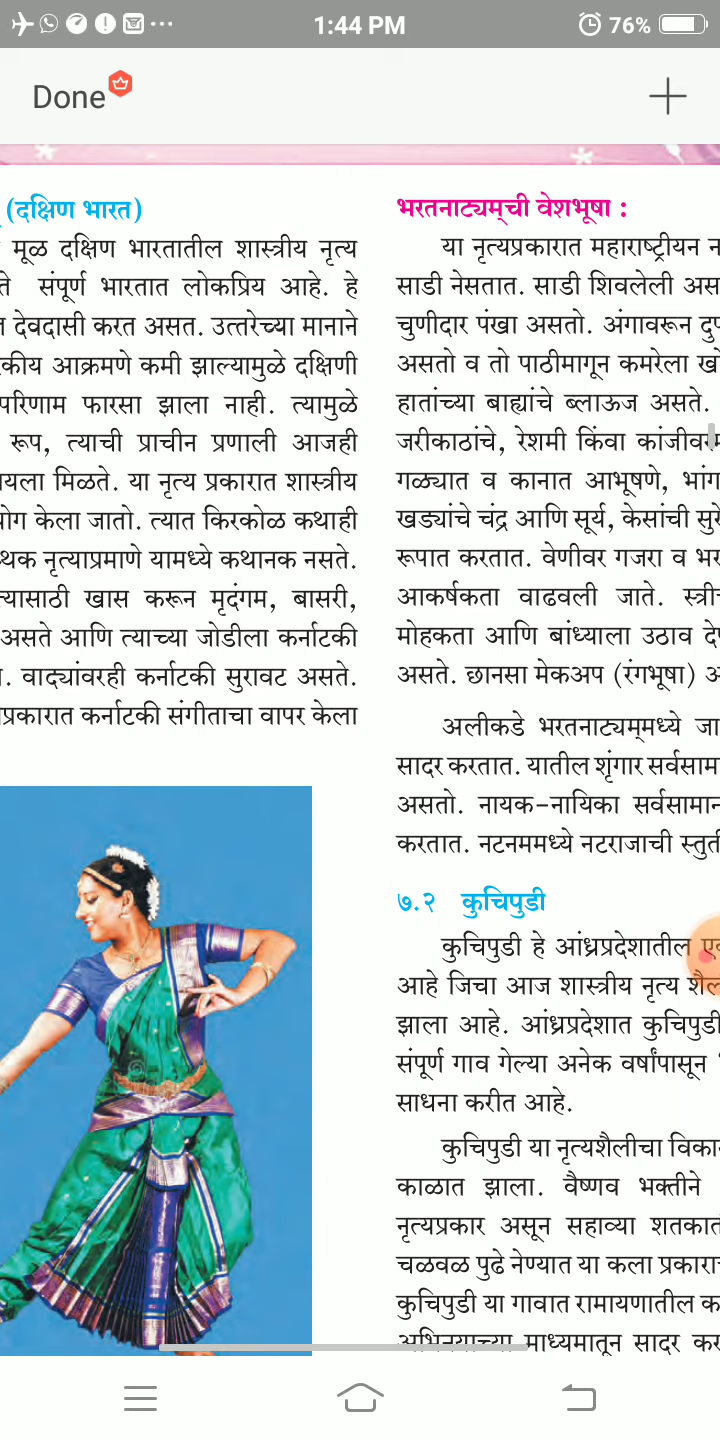 1:44 PM
76%
Done
(दक्षिण भारत)
मूळ दक्षिण भारतातील शास्त्रीय नृत्य
संपूर्ण भारतात लोकप्रिय आहे. हे
देवदासी करत असत. उत्तरेच्या मानाने
आक्रमणे कमी झाल्यामुळे दक्षिणी
परिणाम फारसा झाला नाही. त्यामुळे
रूप, त्याची प्राचीन प्रणाली आजही
मिळते. या नृत्य प्रकारात शास्त्रीय
केला जातो. त्यात किरकोळ कथाही
नृत्याप्रमाणे यामध्ये कथानक नसते.
खास करून मृदंगम, बासरी,
असते आणि त्याच्या जोडीला कर्नाटकी
वाद्यांवरही कर्नाटकी सुरावट असते.
कर्नाटकी संगीताचा वापर केला
भरतनाट्यम्‌ची वेशभूषा :
या नृत्यप्रकारात महाराष्ट्रीयन
साडी नेसतात. साडी शिवलेली
चुणीदार पंखा असतो. अंगावरून
असतो व तो पाठीमागून कमरेला
हातांच्या बाह्यांचे ब्लाऊज असते.
जरीकाठांचे, रेशमी किंवा
गळ्यात व कानात आभूषणे,
खड्यांचे चंद्र आणि सूर्य, केसांची
रूपात करतात. वेणीवर गजरा व
आकर्षकता वाढवली जाते.
मोहकता आणि बांध्याला उठाव
असते. छानसा मेकअप (रंगभूषा)
अलीकडे भरतनाट्यम्‌मध्ये
सादर करतात. यातील शृंगार
असतो. नायक-नायिका
करतात. नटनममध्ये नटराजाची
७.२ कुचिपुडी
कुचिपुडी हे आंध्रप्रदेशातील
आहे जिचा आज शास्त्रीय नृत्य
झाला आहे. आंध्रप्रदेशात कुचिपुडी
संपूर्ण गाव गेल्या अनेक वर्षांपासून
साधना करीत आहे.
कुचिपुडी या नृत्यशैलीचा
काळात झाला. वैष्णव भक्तीने
नृत्यप्रकार असून सहाव्या
चळवळ पुढे नेण्यात या कला
कुचिपुडी या गावात रामायणातील
अभिनयाच्या माध्यमातून सादर